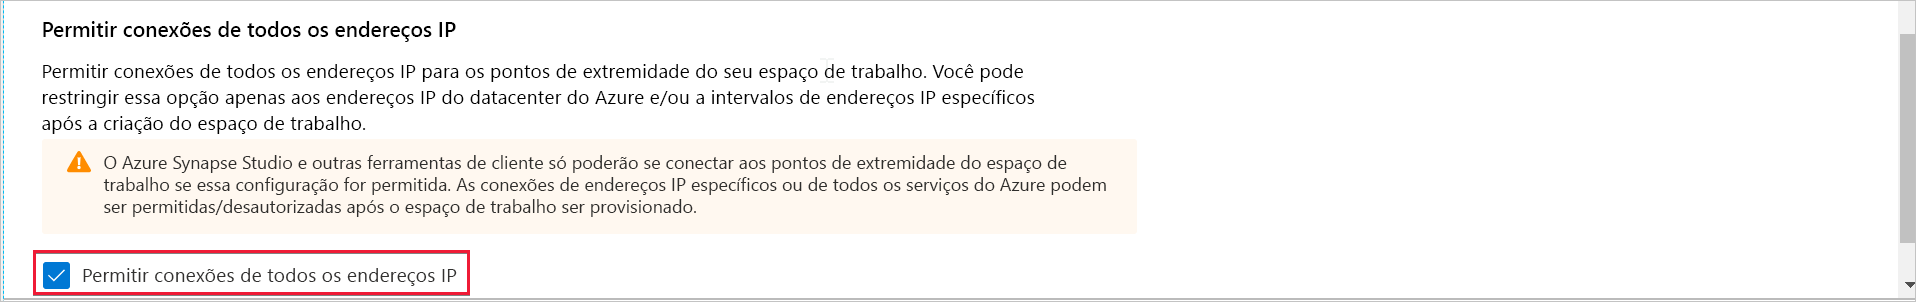 Permitir conexões de todos os endereços IP
Permitir conexões de todos os endereços IP para os pontos de extremidade do seu espaço de trabalho. Você pode
restringir essa opção apenas aos endereços IP do datacenter do Azure e/ou a intervalos de endereços IP específicos
após a criação do espaço de trabalho.
O Azure Synapse Studio e outras ferramentas de cliente só poderão se conectar aos pontos de extremidade do espaço de
trabalho se essa configuração for permitida. As conexões de endereços IP específicos ou de todos os serviços do Azure podem
ser permitidas/desautorizadas após o espaço de trabalho ser provisionado.
Permitir conexões de todos os endereços IP